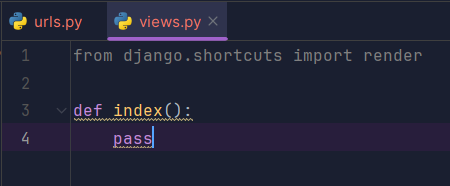 urls.py views.py
1 from django.shortcuts import render
2
3 def index():
4 pass